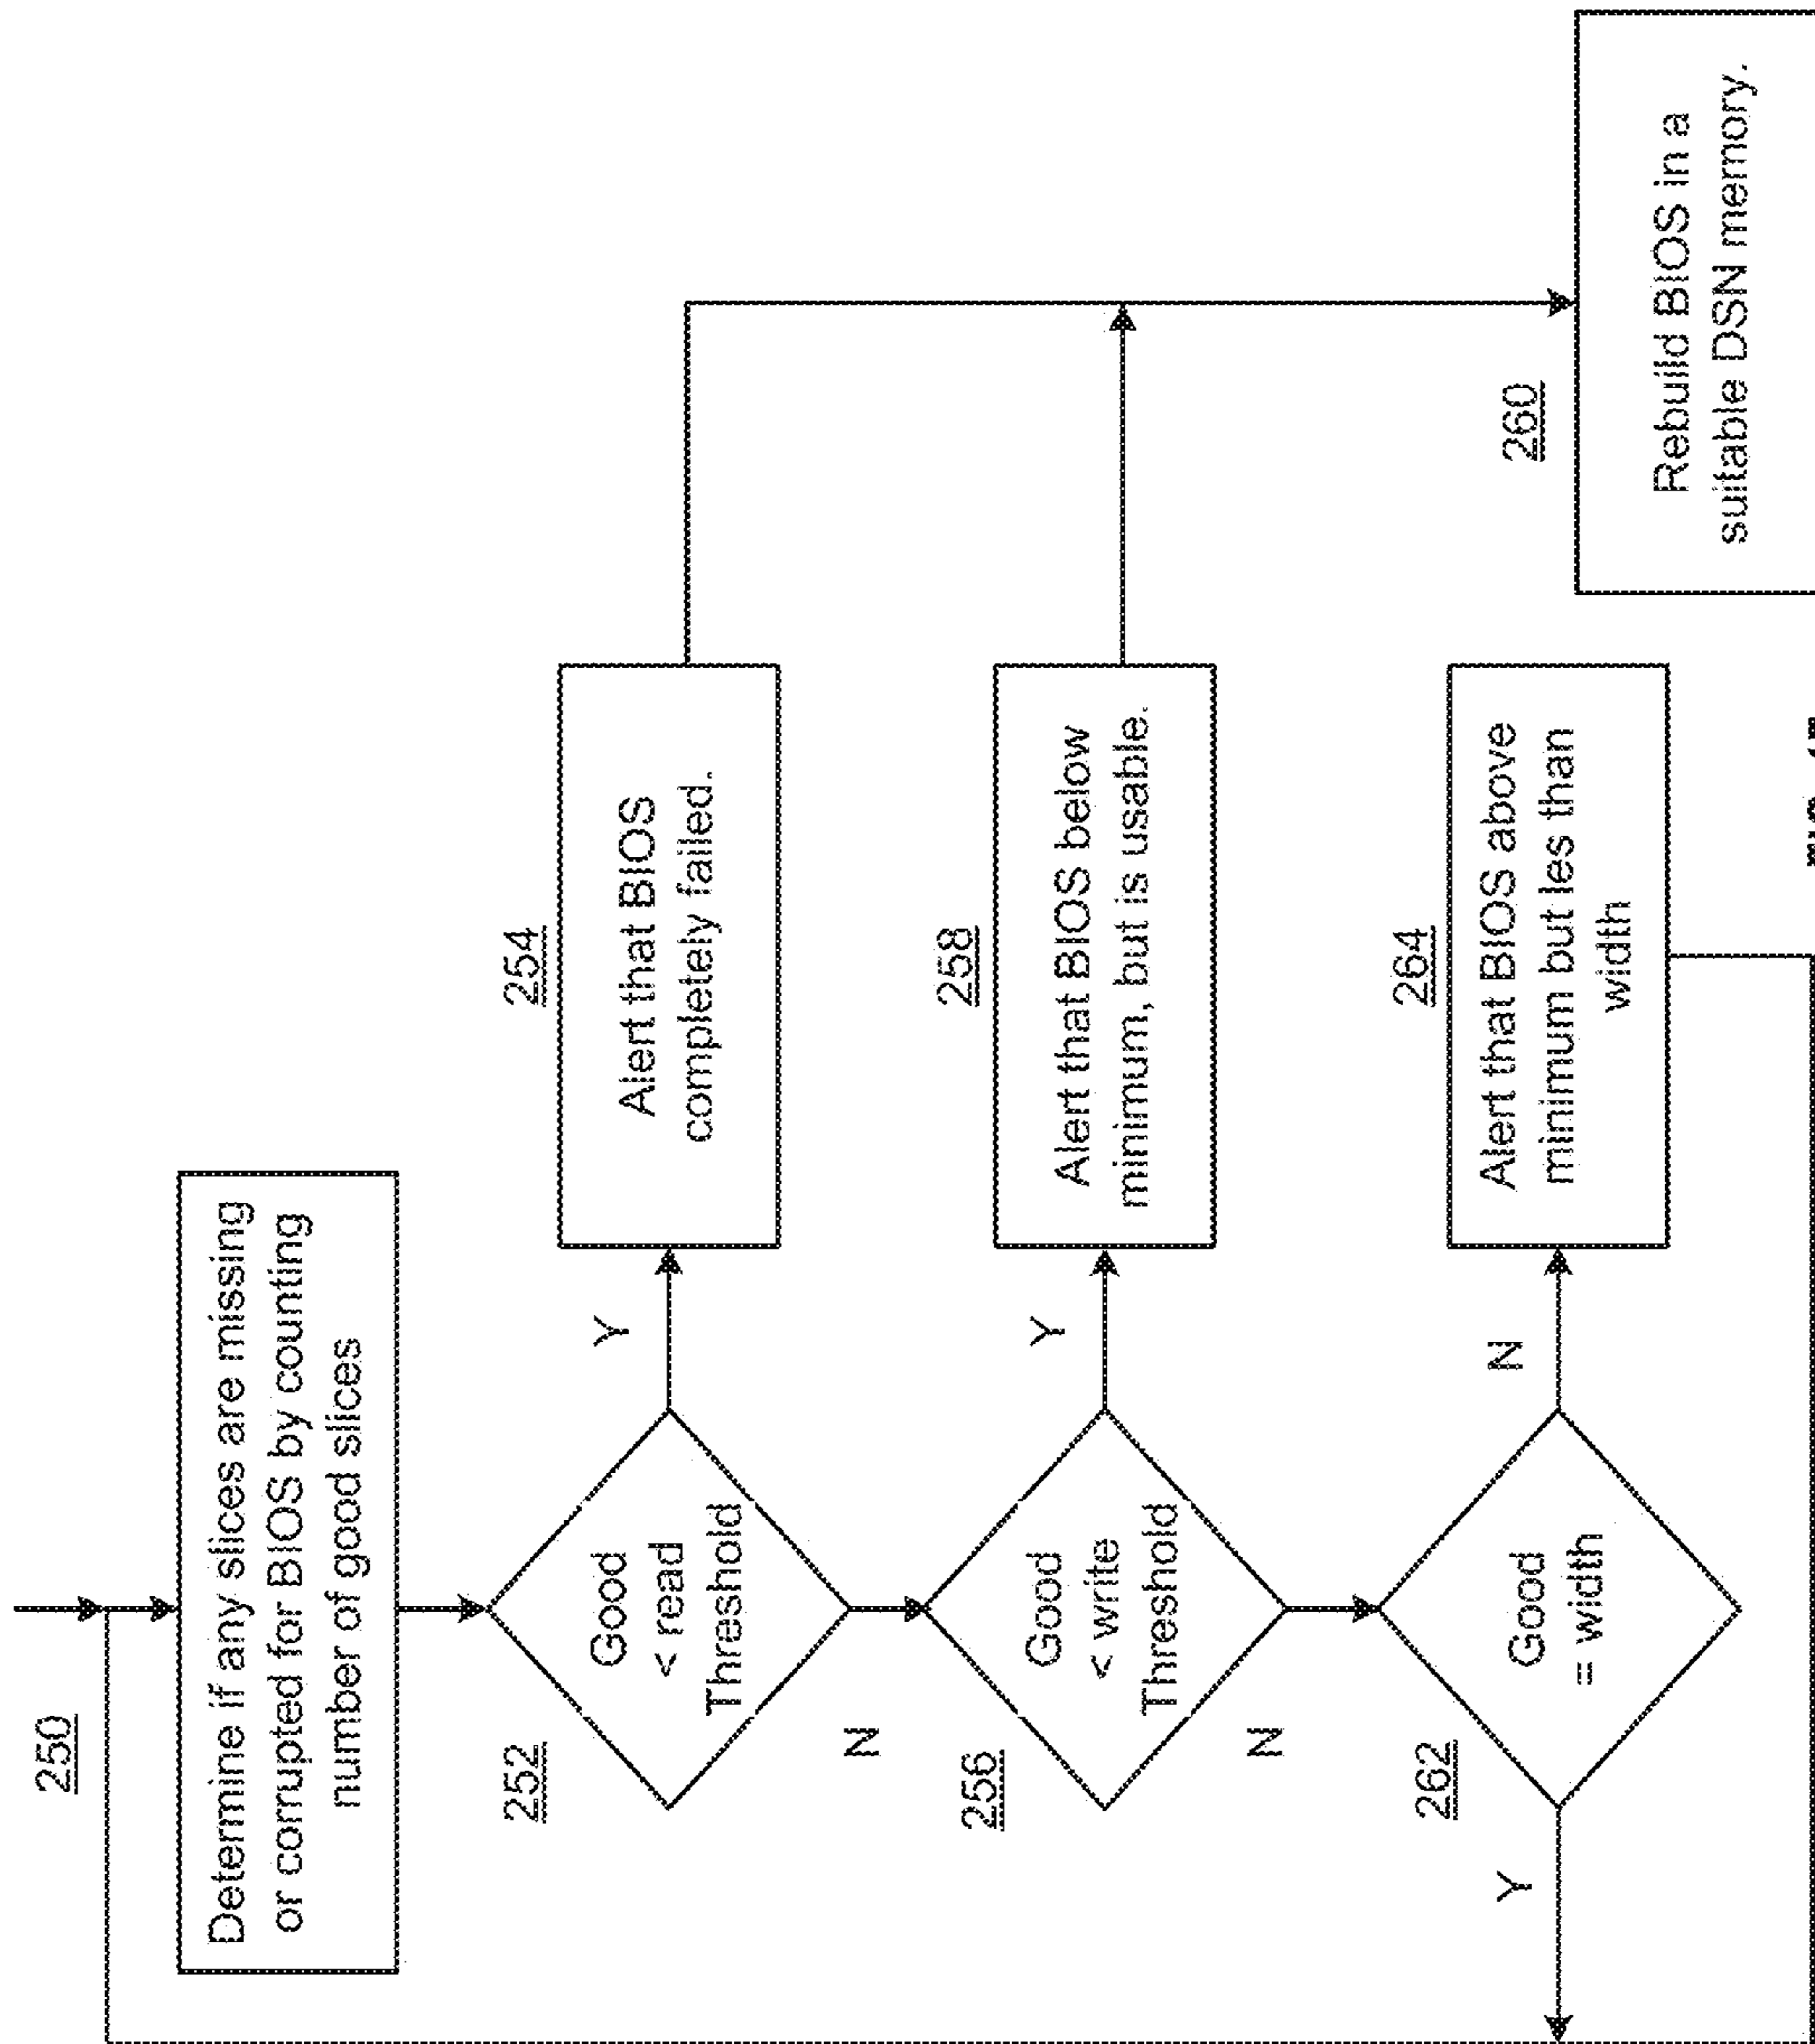 250
Determine if any slices are missing
or corrupted for BIOS by counting
number of good slices
252
Good
< read
Threshold
Y
N
254
Alert that BIOS
completely failed.
256
Good
< write
Threshold
Y
N
258
Alert that BIOS below
minimum, but is usable.
262
Good
= width
Y
N
264
Alert that BIOS above
minimum but less than
width
260
Rebuild BIOS in a
suitable DSN memory.